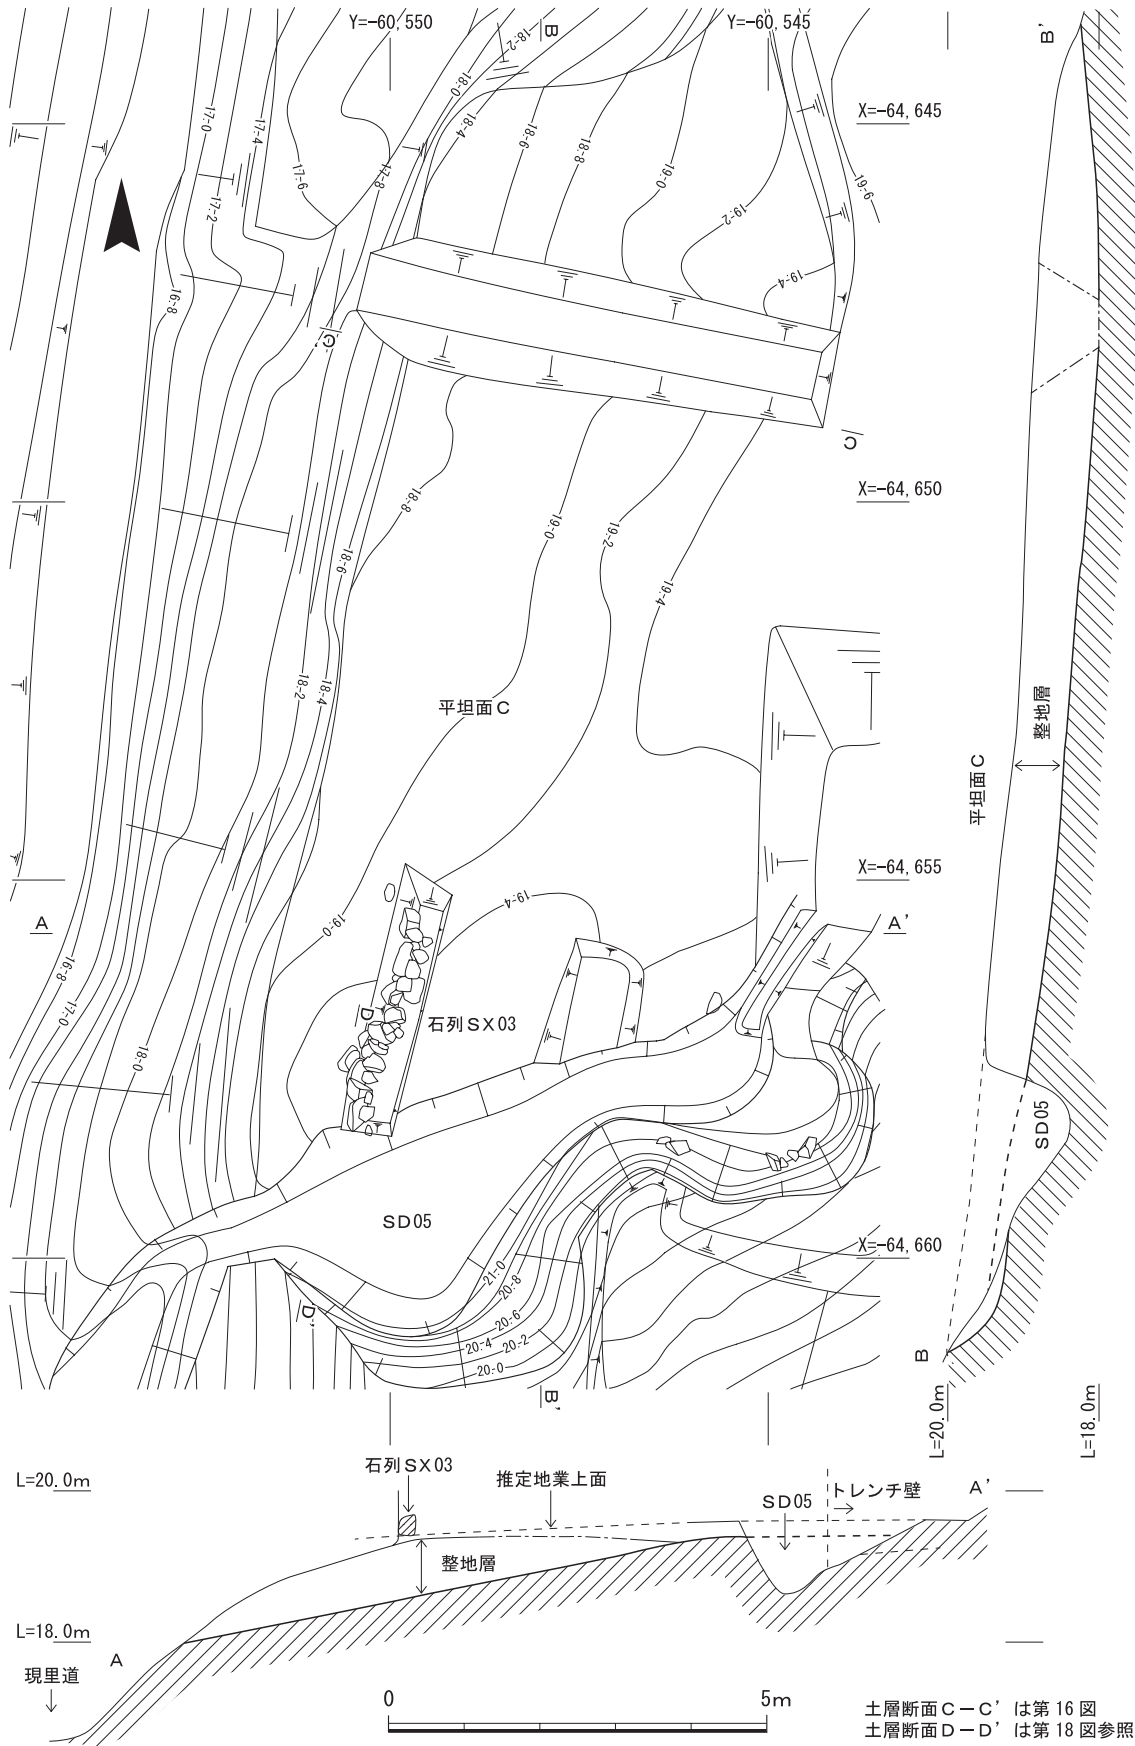 Y=-60,550
Y=-60,545
B
B'
X=-64,645
17-0
17-4
17-6
17-8
18-0
18-2
18-4
18-6
18-8
19-0
19-2
19-4
19-6
17-2
16-8
C'
C
X=-64,650
18-8
19-0
19-2
19-4
18-6
18-2
18-4
平坦面C
整地層
平坦面C
X=-64,655
A
A'
19-0
19-4
16-8
17-0
18-0
D
石列SX03
SD05
SD05
X=-64,660
21-0
20-8
20-6
20-4
20-2
20-0
D'
B'
B
L=20.0m
L=18.0m
L=20.0m
石列SX03
推定地業上面
SD05
トレンチ壁
A'
整地層
L=18.0m
A
現里道
0
5m
土層断面C-C'は第16図
土層断面D-D'は第18図参照